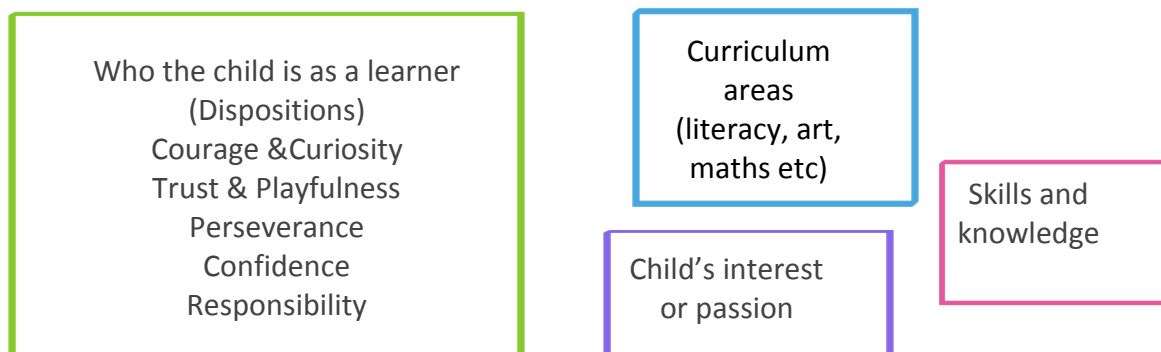 Who the child is as a learner
(Dispositions)
Courage &Curiosity
Trust & Playfulness
Perseverance
Confidence
Responsibility
Curriculum
areas
(literacy, art,
maths etc)
Skills and
knowledge
Child’s interest
or passion